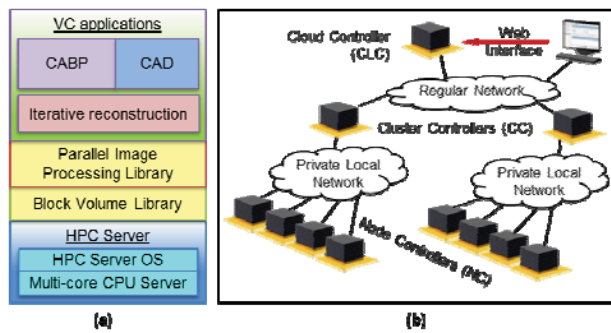 VC applications
CABP
CAD
Iterative reconstruction
Parallel Image
Processing Library
Block Volume Library
HPC Server
HPC Server OS
Multi-core CPU Server
(a)
Cloud Controller
(CLC)
Web
Interface
Regular Network
Cluster Controllers (CC)
Private Local
Network
Private Local
Network
Node Controllers (NC)
(b)